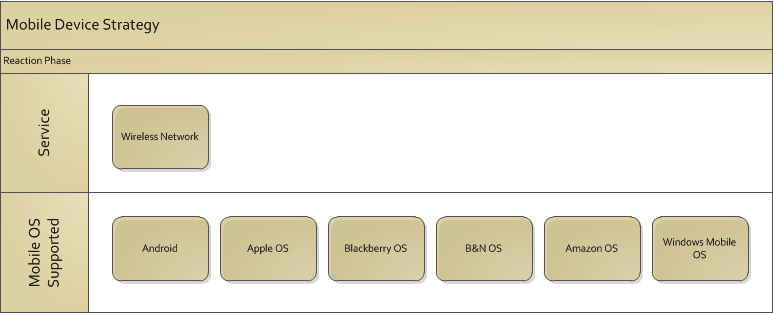 Mobile Device Strategy
Reaction Phase
Service
Wireless Network
Mobile OS
Supported
Android
Apple OS
Blackberry OS
B&N OS
Amazon OS
Windows Mobile
OS